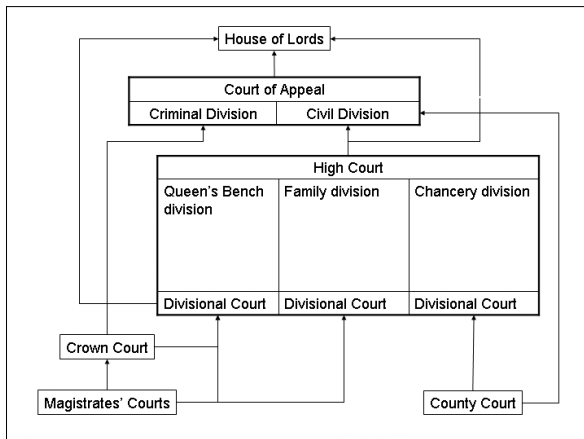 House of Lords
Court of Appeal
Criminal Division
Civil Division
High Court
Queen's Bench
division
Family division
Chancery division
Divisional Court
Divisional Court
Divisional Court
Crown Court
Magistrates' Courts
County Court